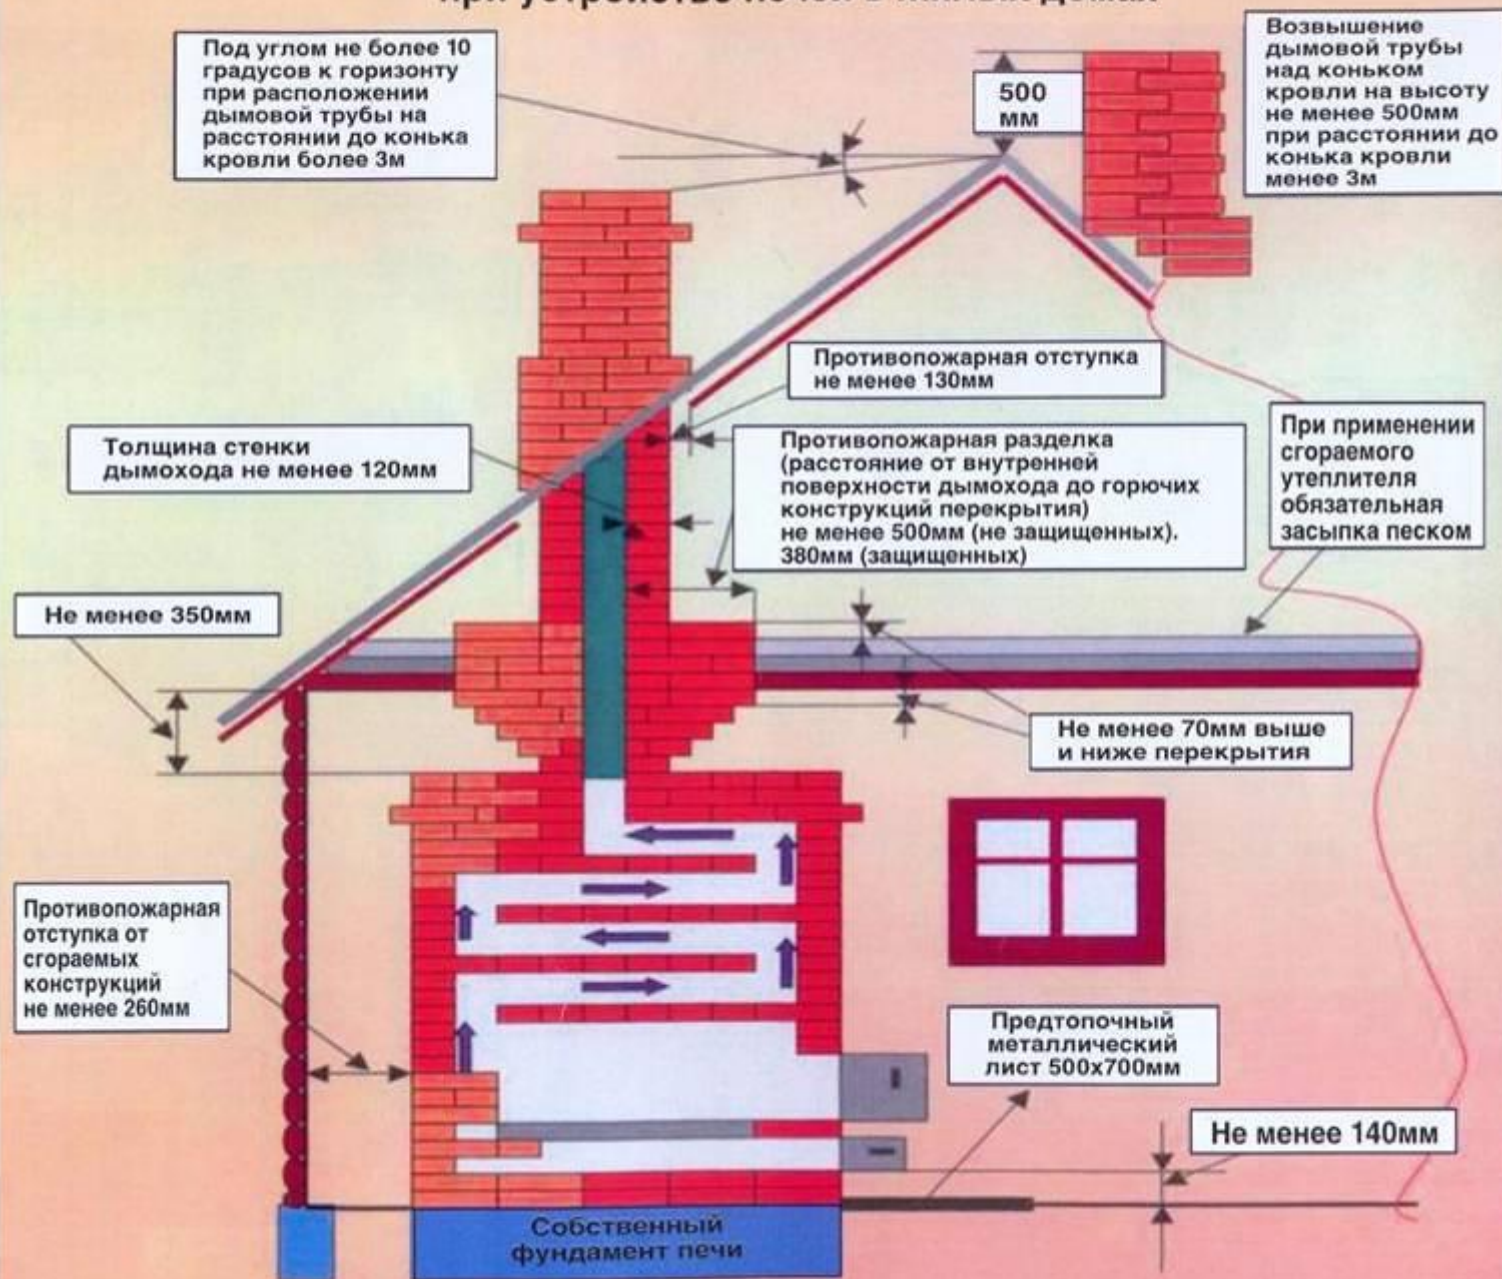 Под углом не более 10
градусов к горизонту
при расположении
дымовой трубы на
расстоянии до конька
кровли более 3м
500
мм
Возвышение
дымовой трубы
над коньком
кровли на высоту
не менее 500мм
при расстоянии до
конька кровли
менее 3м
Противопожарная отступка
не менее 130мм
Толщина стенки
дымохода не менее 120мм
Противопожарная разделка
(расстояние от внутренней
поверхности дымохода до горючих
конструкций перекрытия)
не менее 500мм (не защищенных).
380мм (защищенных)
При применении
сгораемого
утеплителя
обязательная
засыпка песком
Не менее 350мм
Не менее 70мм выше
и ниже перекрытия
Противопожарная
отступка от
сгораемых
конструкций
не менее 260мм
Предтопочный
металлический
лист 500х700мм
Не менее 140мм
Собственный
фундамент печи